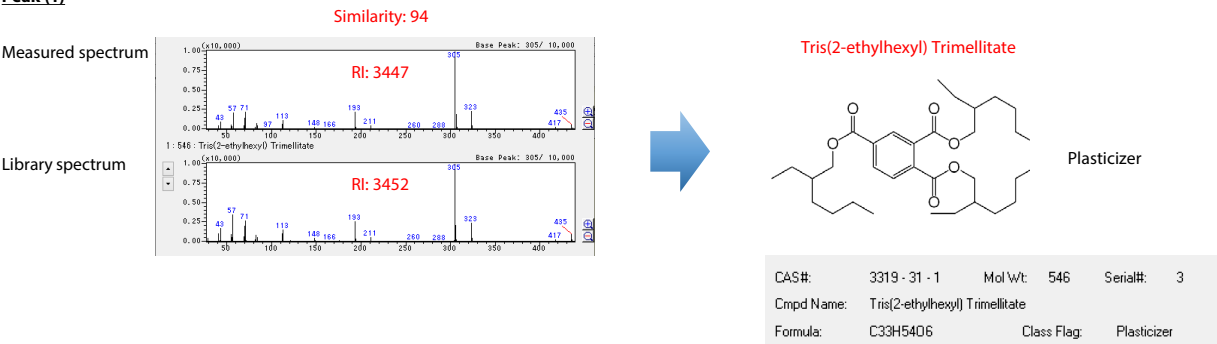 Peak (1)
Similarity: 94
Measured spectrum
(x10,000)
Base Peak: 305/ 10,000
1.00
0.75
0.50
0.25
0.00
RI: 3447
43
57
71
97
113
148
166
193
211
260
288
305
323
417
435
50 100 150 200 250 300 350 400
1 : 546 : Tris(2-ethylhexyl) Trimellitate
Library spectrum
(x10,000)
Base Peak: 305/ 10,000
1.00
0.75
0.50
0.25
0.00
RI: 3452
43
57
71
113
148
166
193
211
260
288
305
323
417
435
50 100 150 200 250 300 350 400
Tris(2-ethylhexyl) Trimellitate
O
O
O
O
O
O
Plasticizer
CAS#: 3319 - 31 - 1 Mol Wt: 546 Serial#: 3
Cmpd Name: Tris(2-ethylhexyl) Trimellitate
Formula: C33H54O6 Class Flag: Plasticizer